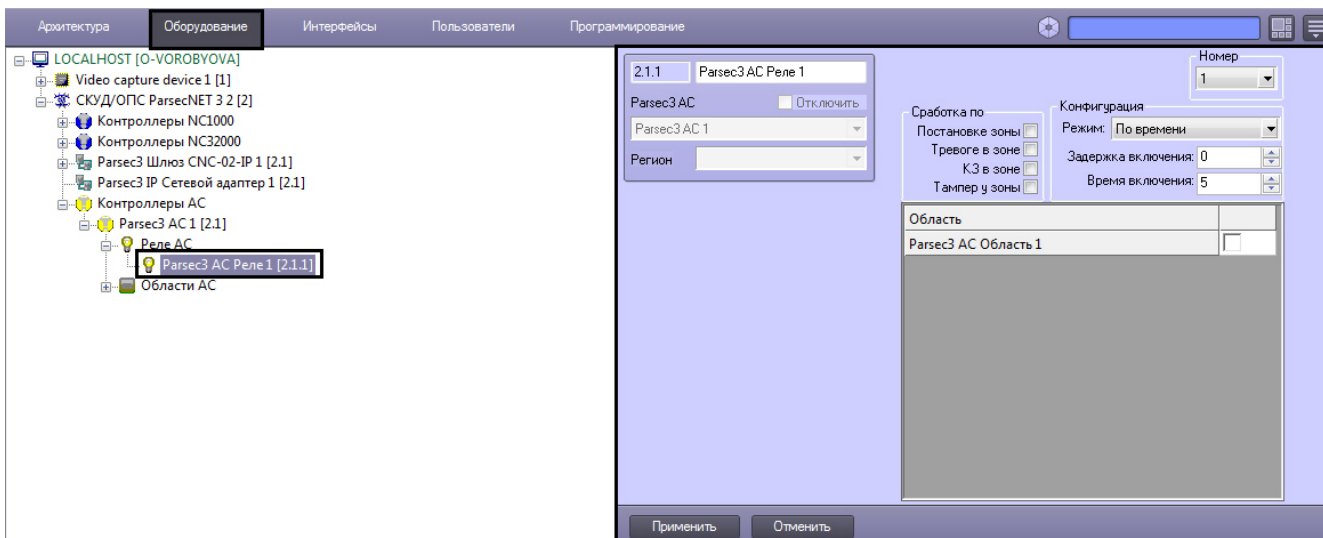 Архитектура Оборудование Интерфейсы Пользователи Программирование
LOCALHOST [O-VOROBYOVA]
Video capture device 1 [1]
СКУД/ОПС ParsecNET 3 2 [2]
Контроллеры NC1000
Контроллеры NC32000
Parsec3 Шлюз CNC-02-IP 1 [2.1]
Parsec3 IP Сетевой адаптер 1 [2.1]
Контроллеры AC
Parsec3 AC 1 [2.1]
Реле AC
Parsec3 AC Реле 1 [2.1.1]
Области AC
2.1.1 Parsec3 AC Реле 1
Parsec3 AC Отключить
Parsec3 AC 1
Регион
Номер
1
Сработка по
Постановке зоны
Тревоге в зоне
К.З в зоне
Тампер у зоны
Конфигурация
Режим: По времени
Задержка включения: 0
Время включения: 5
Область
Parsec3 AC Область 1
Применить Отменить